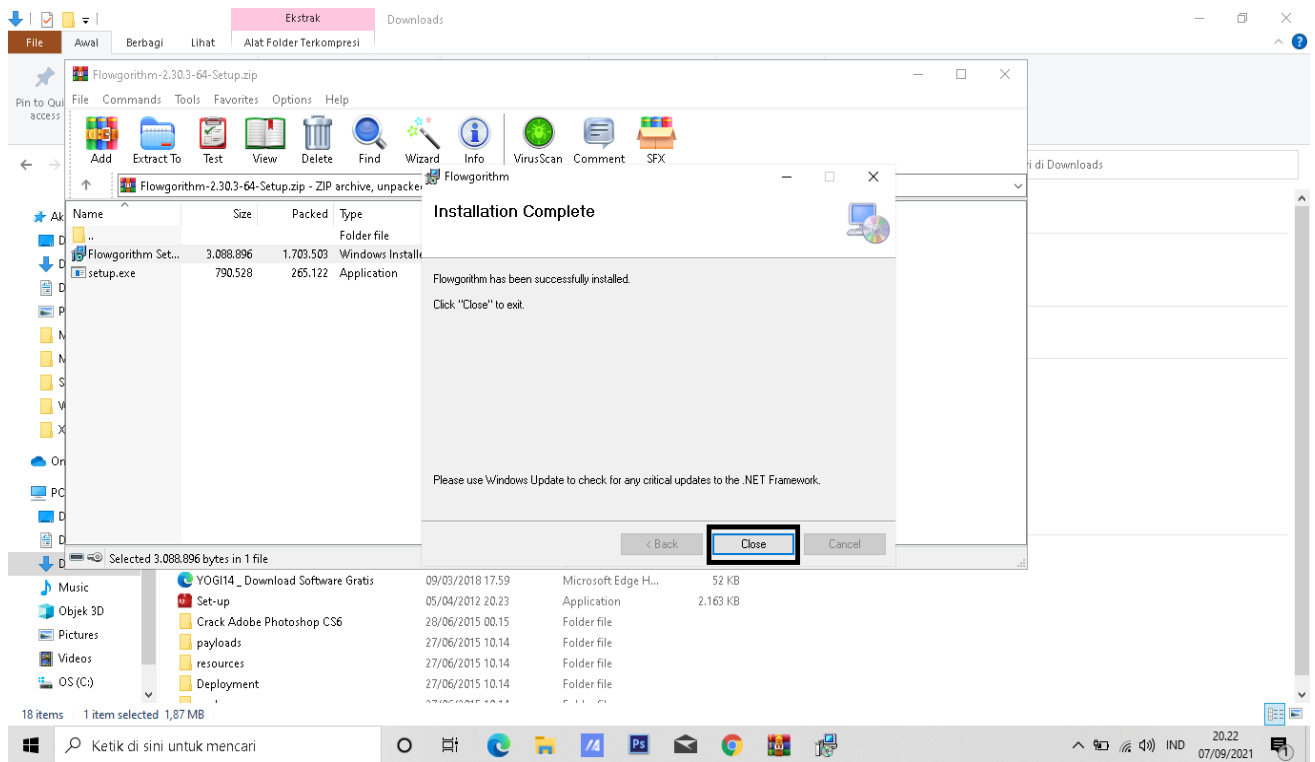 Ekstrak
Downloads
File Awal Berbagi Lihat Alat Folder Terkompresi
Flowgorithm-2.30.3-64-Setup.zip
File Commands Tools Favorites Options Help
Pin to Qui
access
Add Extract To Test View Delete Find Wizard Info VirusScan Comment SFX
di Downloads
Flowgorithm-2.30.3-64-Setup.zip - ZIP archive, unpacke
Flowgorithm
Installation Complete
Name Size Packed Type
.. Folder file
Flowgorithm Set... 3.088.896 1.703.503 Windows Installe
setup.exe 790.528 265.122 Application
Flowgorithm has been successfully installed.
Click "Close" to exit.
Please use Windows Update to check for any critical updates to the .NET Framework.
< Back Close Cancel
Selected 3.088.896 bytes in 1 file
Ak
D
D
D
P
N
S
X
On
PC
D
D
D
Music
Objek 3D
Pictures
Videos
OS (C:)
YOGI14 _ Download Software Gratis 09/03/2018 17.59 Microsoft Edge H... 52 KB
Set-up 05/04/2012 20.23 Application 2.163 KB
Crack Adobe Photoshop CS6 28/06/2015 00.15 Folder file
payloads 27/06/2015 10.14 Folder file
resources 27/06/2015 10.14 Folder file
Deployment 27/06/2015 10.14 Folder file
18 items 1 item selected 1,87 MB
Ketik di sini untuk mencari
Ps
IND
20.22
07/09/2021
1